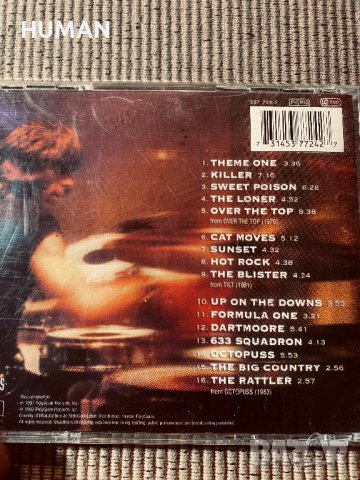 HUMAN
537 724-2
PY 900
7 31453 77242 7
1. THEME ONE 3.36
2. KILLER 7.16
3. SWEET POISON 6.26
4. THE LONER 4.52
5. OVER THE TOP 9.38
from OVER THE TOP (1979)
6. CAT MOVES 5.12
7. SUNSET 4.32
8. HOT ROCK 4.38
9. THE BLISTER 4.24
from TILT (1981)
10. UP ON THE DOWNS 3.55
11. FORMULA ONE 3.21
12. DARTMOORE 5.41
13. 633 SQUADRON 4.13
14. OCTOPUSS 5.53
15. THE BIG COUNTRY 2.56
16. THE RATTLER 2.57
from OCTOPUSS (1983)
This compilation